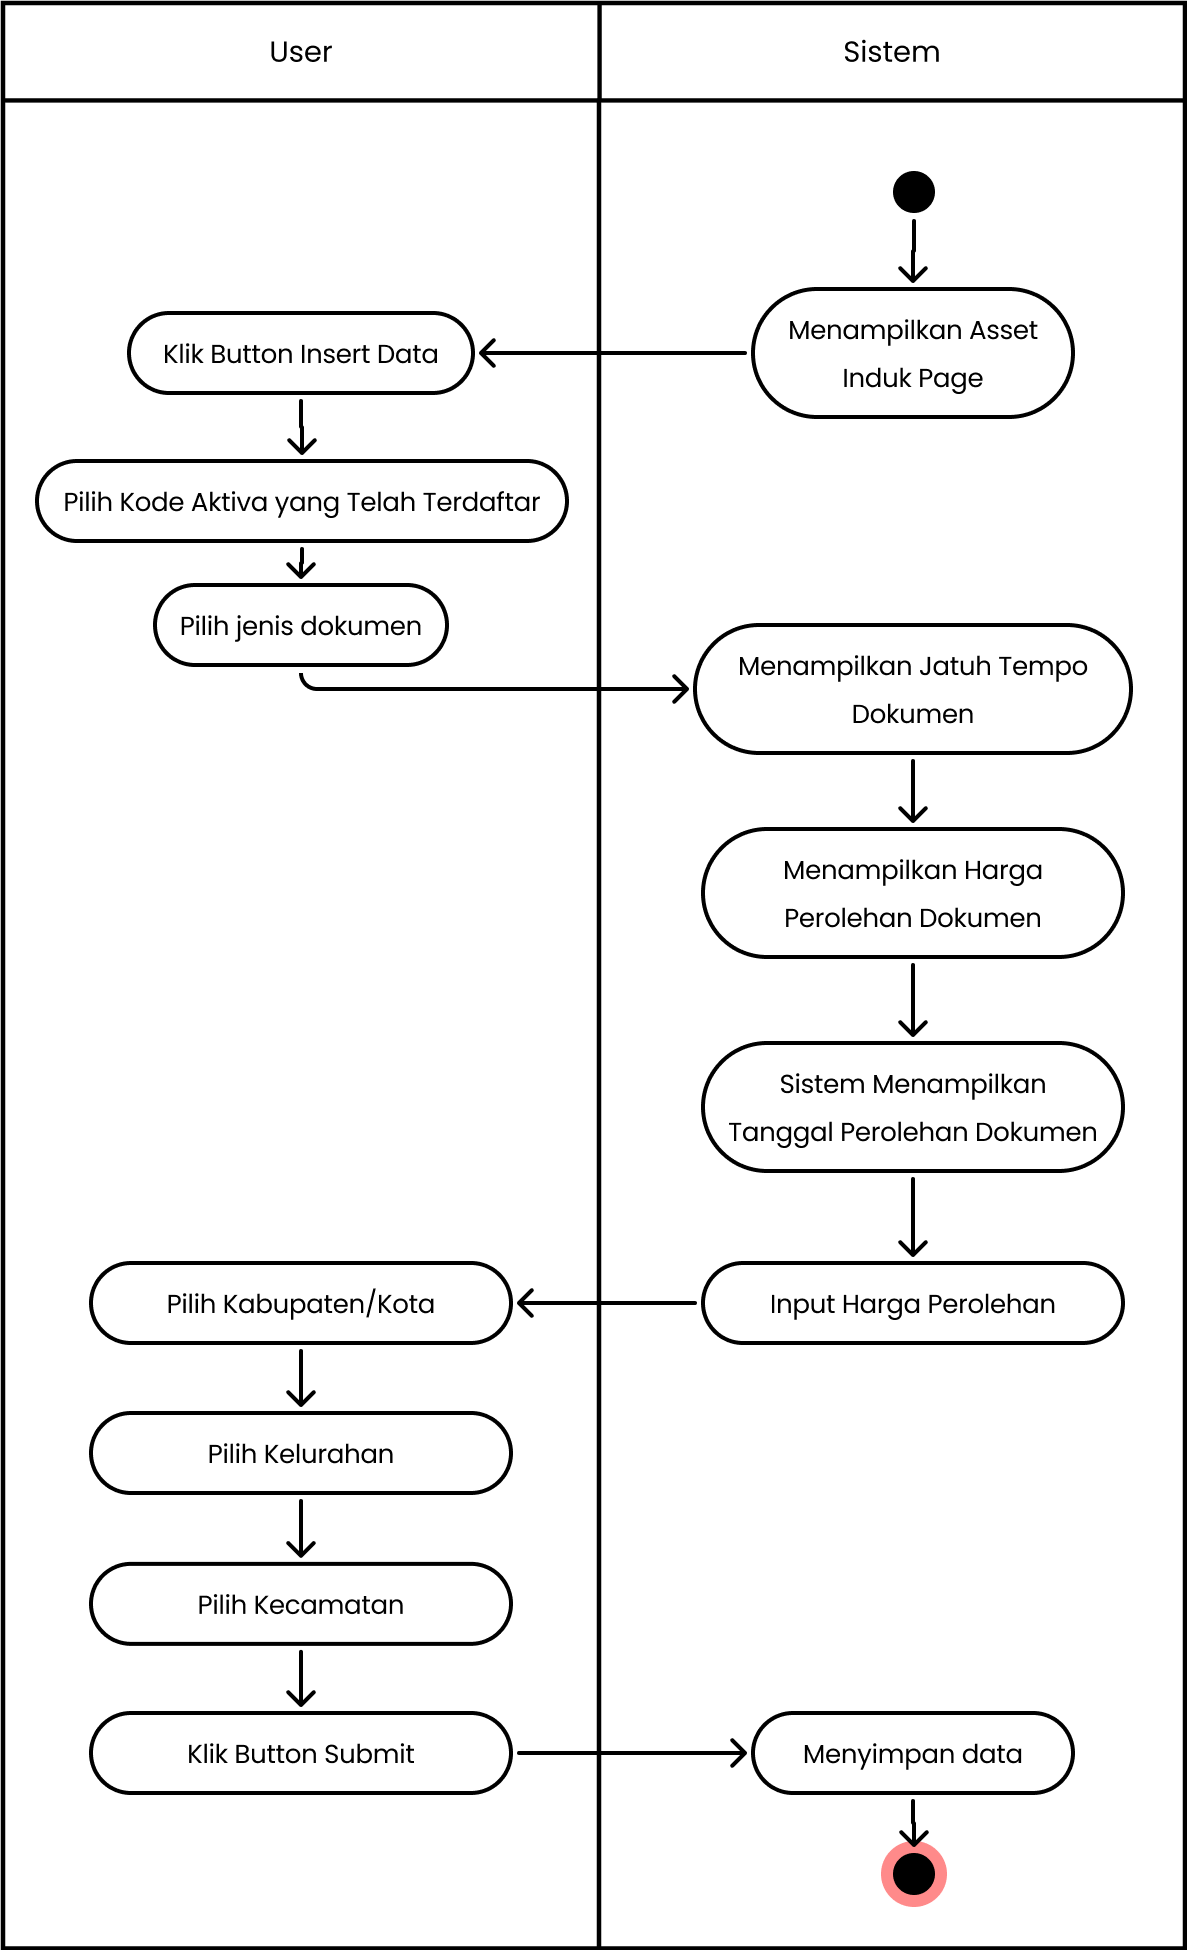 User
Sistem
Menampilkan Asset
Induk Page
Klik Button Insert Data
Pilih Kode Aktiva yang Telah Terdaftar
Pilih jenis dokumen
Menampilkan Jatuh Tempo
Dokumen
Menampilkan Harga
Perolehan Dokumen
Sistem Menampilkan
Tanggal Perolehan Dokumen
Input Harga Perolehan
Pilih Kabupaten/Kota
Pilih Kelurahan
Pilih Kecamatan
Klik Button Submit
Menyimpan data